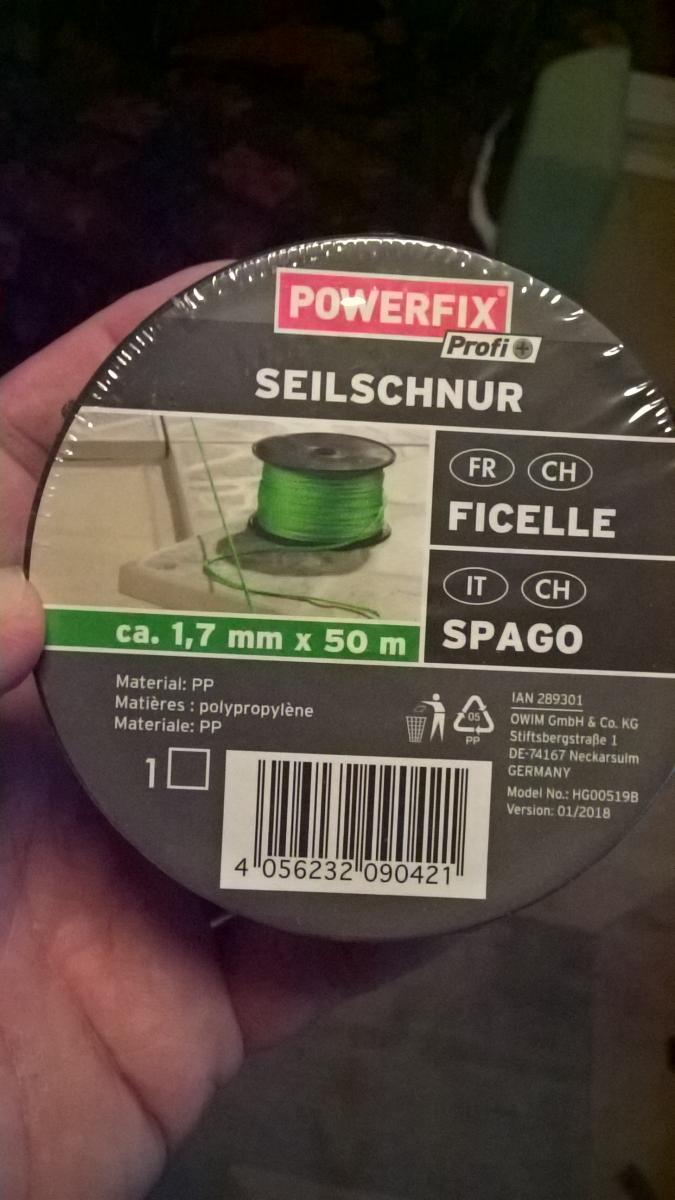 POWERFIX®
Profi+
SEILSCHNUR
FR CH
FICELLE
IT CH
SPAGO
ca. 1,7 mm x 50 m
Material: PP
Matières : polypropylène
Materiale: PP
1
05
PP
IAN 289301
OWIM GmbH & Co. KG
Stiftsbergstraße 1
DE-74167 Neckarsulm
GERMANY
Model No.: HG00519B
Version: 01/2018
4 056232 090421